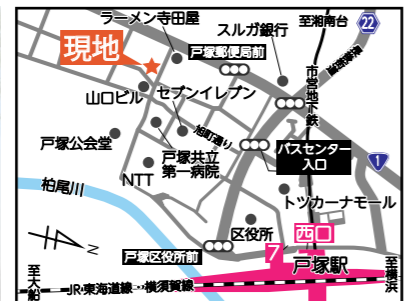 ラーメン寺田屋
スルガ銀行
至湘南台
22
現地
戸塚郵便局前
市営地下鉄
山口ビル
セブンイレブン
旭町通り
戸塚公会堂
戸塚共立
第一病院
バスセンター
入口
1
NTT
柏尾川
トツカーナモール
N
区役所
西口
戸塚区役所前
7
戸塚駅
至大船
JR・東海道線・横須賀線
至横浜